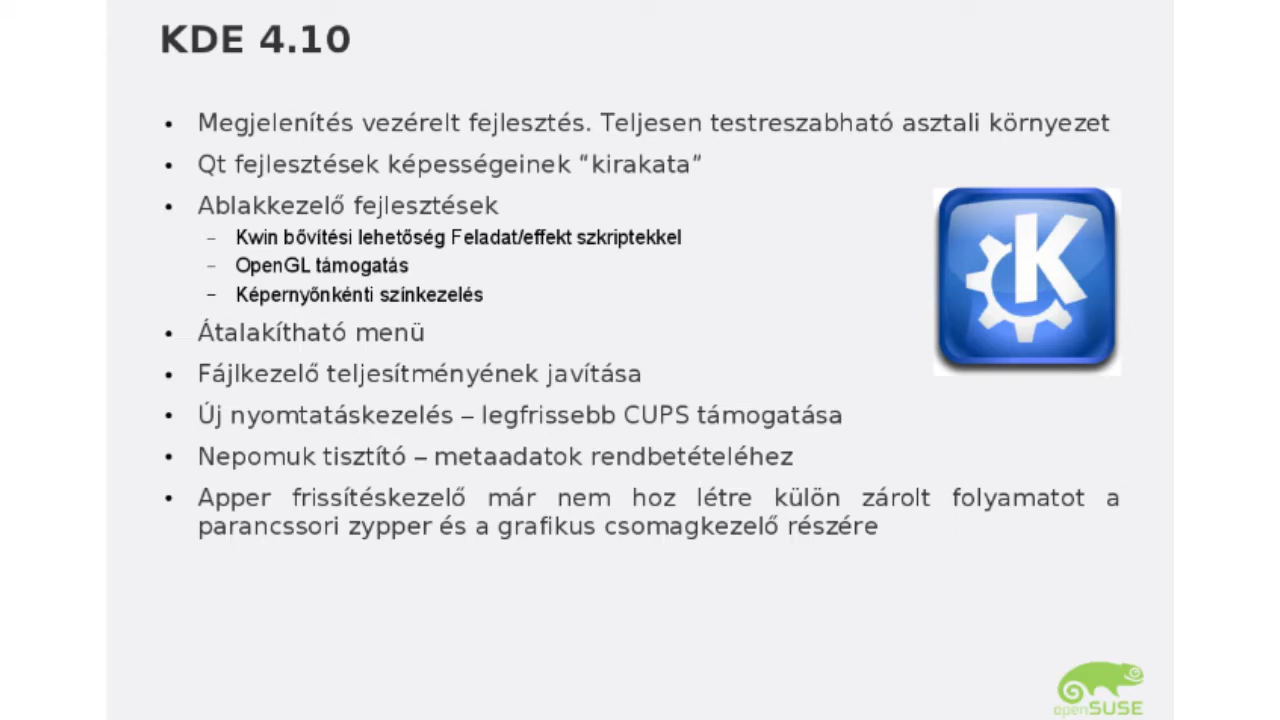 KDE 4.10
• Megjelenítés vezérelt fejlesztés. Teljesen testreszabható asztali környezet
• Qt fejlesztések képességeinek “kirakata”
• Ablakkezelő fejlesztések
– Kwin bővítési lehetőség Feladat/effekt szkriptekkel
– OpenGL támogatás
– Képernyőnkénti színkezelés
• Átalakítható menü
• Fájlkezelő teljesítményének javítása
• Új nyomtatáskezelés – legfrissebb CUPS támogatása
• Nepomuk tisztító – metaadatok rendbetételéhez
• Apper frissítéskezelő már nem hoz létre külön zárolt folyamatot a
parancssori zypper és a grafikus csomagkezelő részére
K
openSUSE